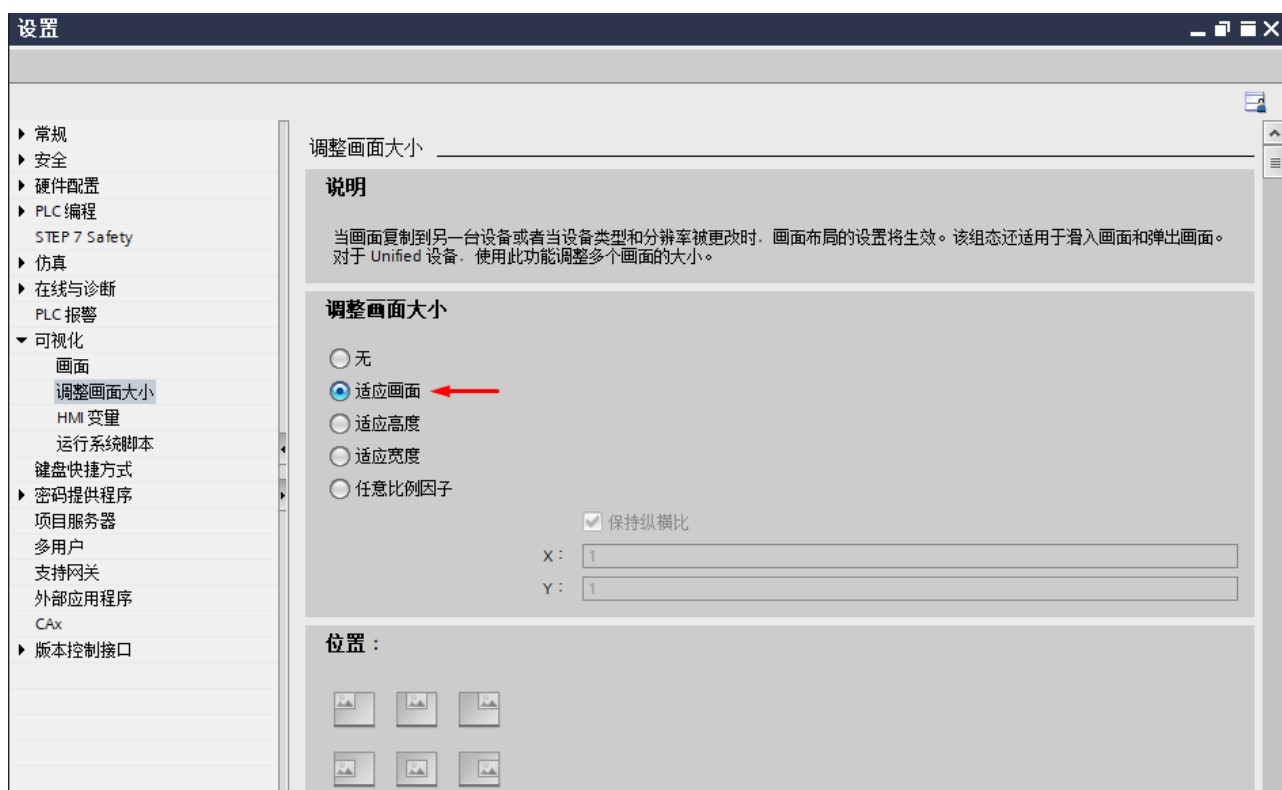 设置
常规
安全
硬件配置
PLC 编程
STEP 7 Safety
仿真
在线与诊断
PLC 报警
可视化
画面
调整画面大小
HMI 变量
运行系统脚本
键盘快捷方式
密码提供程序
项目服务器
多用户
支持网关
外部应用程序
CAx
版本控制接口
调整画面大小
说明
当画面复制到另一台设备或者当设备类型和分辨率被更改时，画面布局的设置将生效。该组态还适用于滑入画面和弹出画面。
对于 Unified 设备，使用此功能调整多个画面的大小。
调整画面大小
无
适应画面
适应高度
适应宽度
任意比例因子
保持纵横比
X： 1
Y： 1
位置：